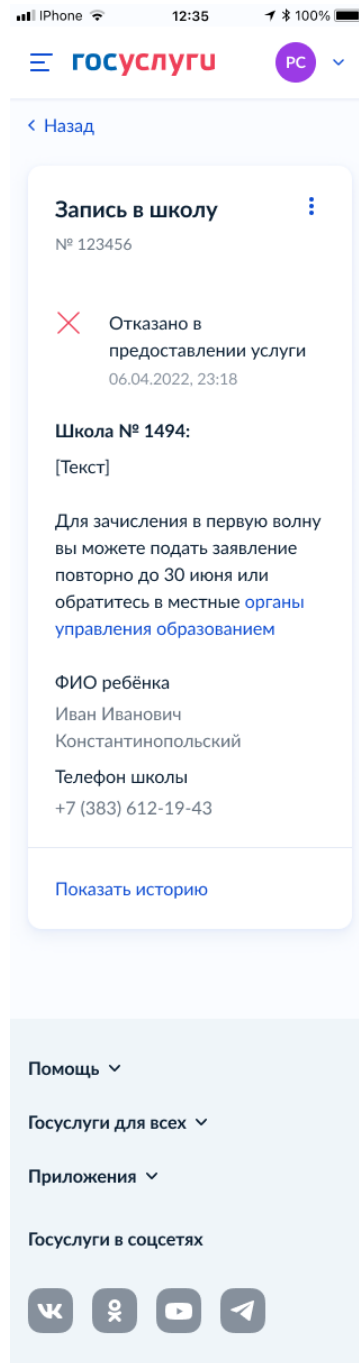 IPhone 12:35 100%
госуслуги РС
Назад
Запись в школу
№ 123456
Отказано в
предоставлении услуги
06.04.2022, 23:18
Школа № 1494:
[Текст]
Для зачисления в первую волну
вы можете подать заявление
повторно до 30 июня или
обратитесь в местные органы
управления образованием
ФИО ребёнка
Иван Иванович
Константинопольский
Телефон школы
+7 (383) 612-19-43
Показать историю
Помощь
Госуслуги для всех
Приложения
Госуслуги в соцсетях